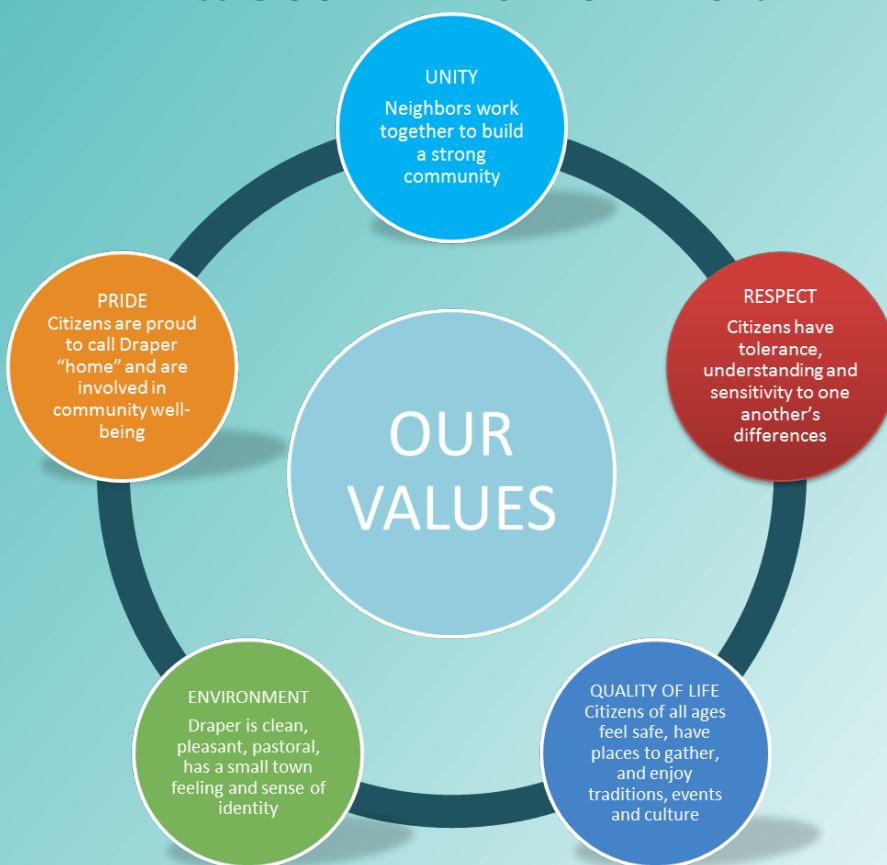 UNITY
Neighbors work
together to build
a strong
community
RESPECT
Citizens have
tolerance,
understanding and
sensitivity to one
another’s
differences
QUALITY OF LIFE
Citizens of all ages
feel safe, have
places to gather,
and enjoy
traditions, events
and culture
ENVIRONMENT
Draper is clean,
pleasant, pastoral,
has a small town
feeling and sense of
identity
PRIDE
Citizens are proud
to call Draper
“home” and are
involved in
community well-
being
OUR
VALUES